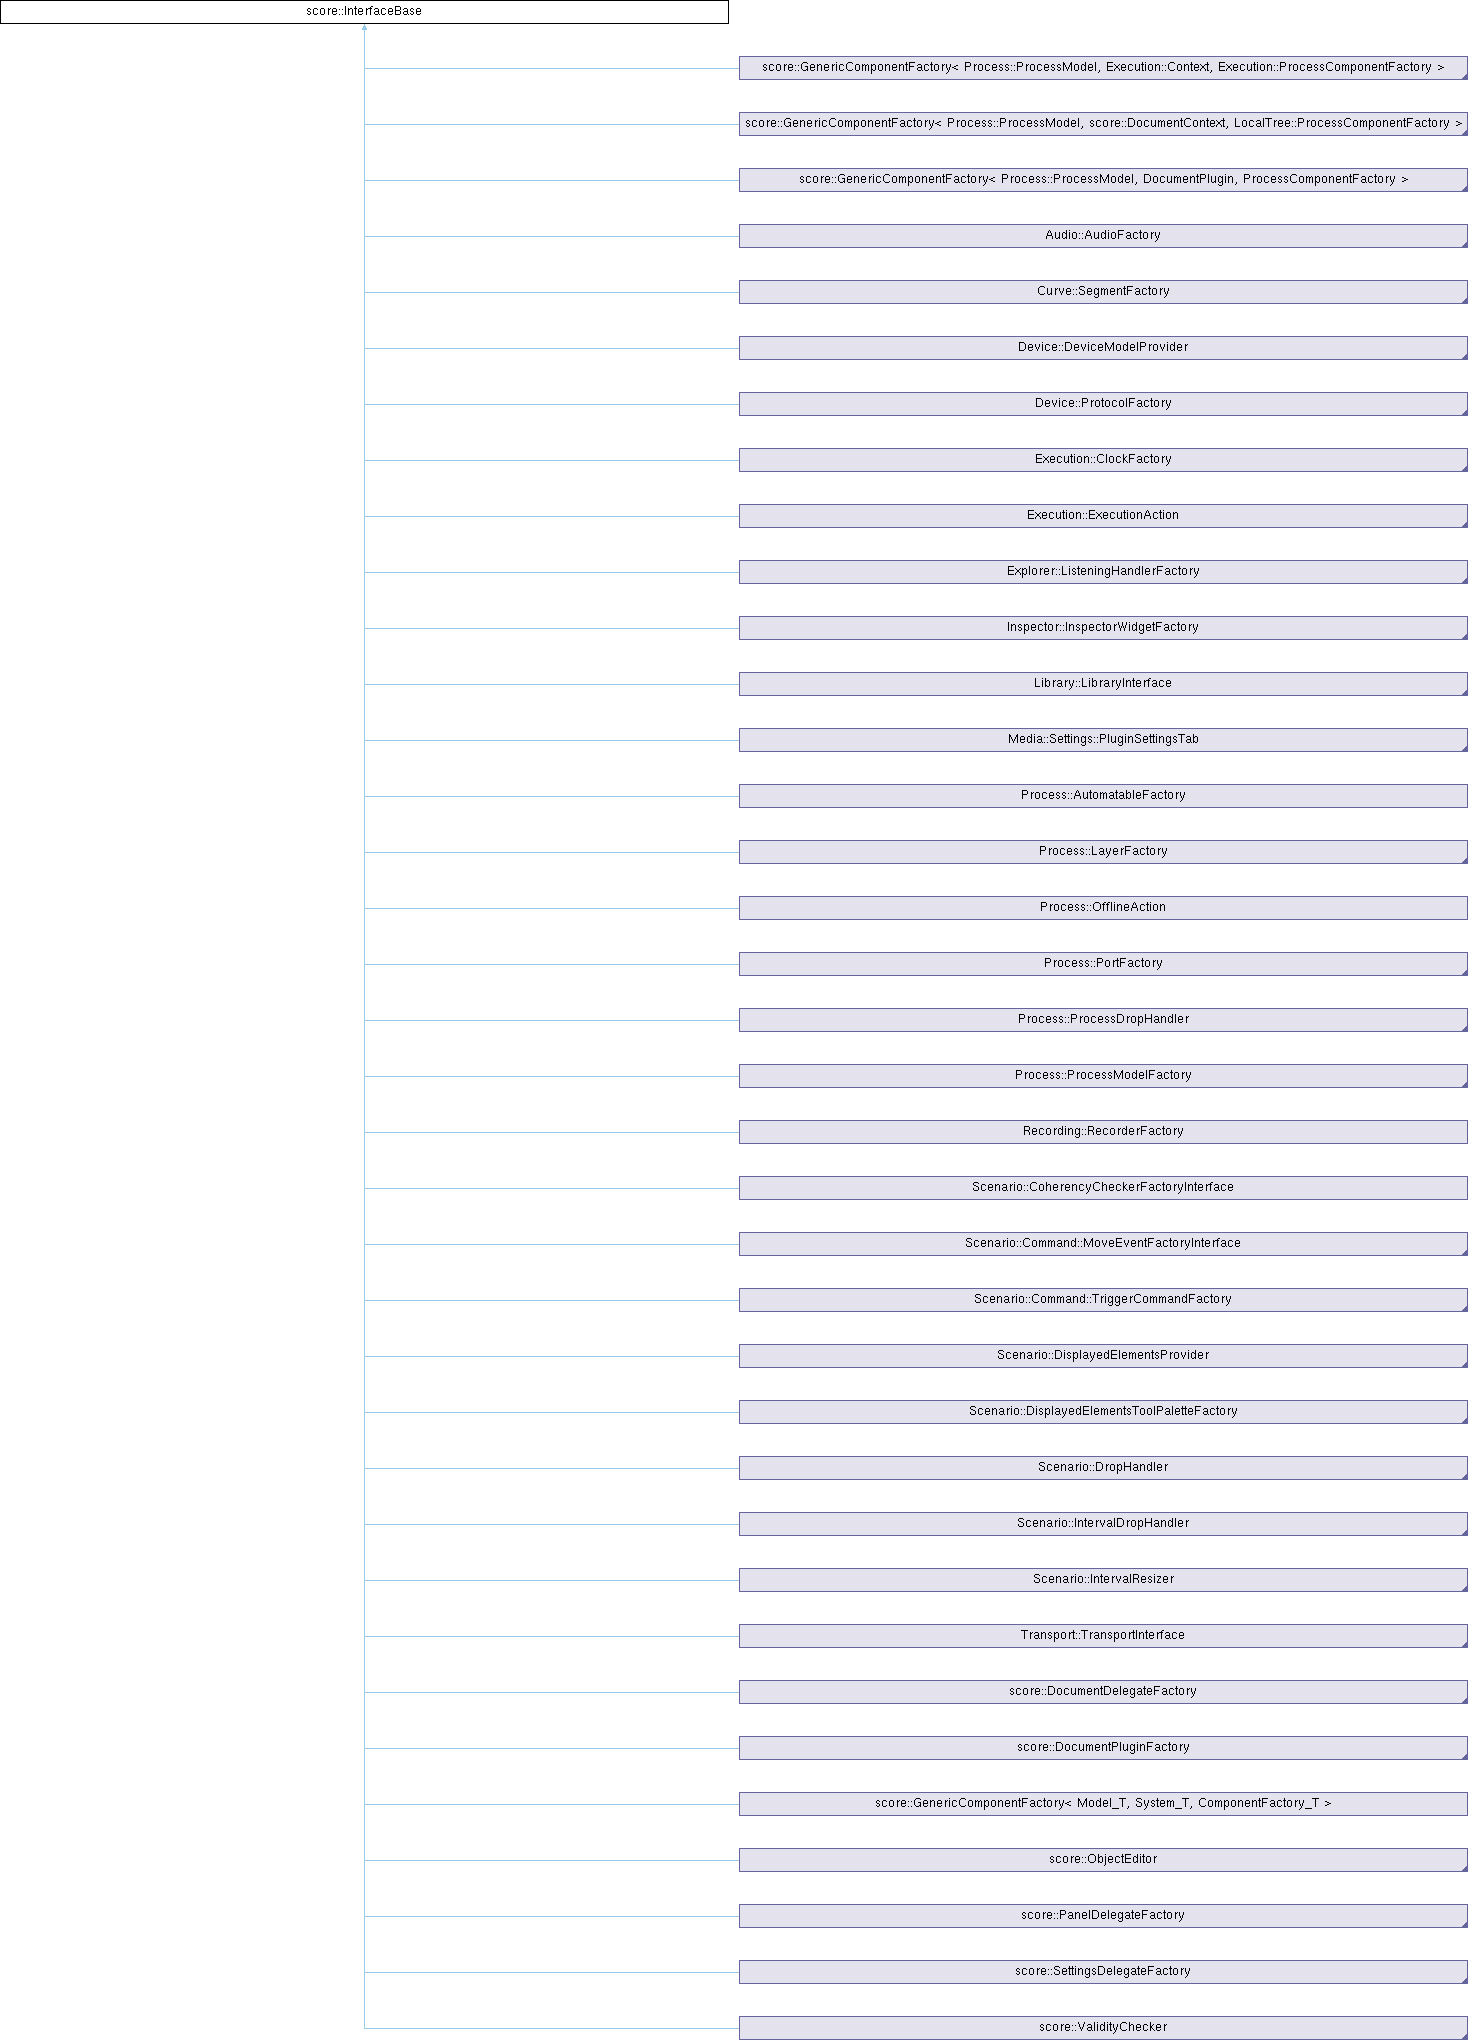 score::InterfaceBase
score::GenericComponentFactory< Process::ProcessModel, Execution::Context, Execution::ProcessComponentFactory >
score::GenericComponentFactory< Process::ProcessModel, score::DocumentContext, LocalTree::ProcessComponentFactory >
score::GenericComponentFactory< Process::ProcessModel, DocumentPlugin, ProcessComponentFactory >
Audio::AudioFactory
Curve::SegmentFactory
Device::DeviceModelProvider
Device::ProtocolFactory
Execution::ClockFactory
Execution::ExecutionAction
Explorer::ListeningHandlerFactory
Inspector::InspectorWidgetFactory
Library::LibraryInterface
Media::Settings::PluginSettingsTab
Process::AutomatableFactory
Process::LayerFactory
Process::OfflineAction
Process::PortFactory
Process::ProcessDropHandler
Process::ProcessModelFactory
Recording::RecorderFactory
Scenario::CoherencyCheckerFactoryInterface
Scenario::Command::MoveEventFactoryInterface
Scenario::Command::TriggerCommandFactory
Scenario::DisplayedElementsProvider
Scenario::DisplayedElementsToolPaletteFactory
Scenario::DropHandler
Scenario::IntervalDropHandler
Scenario::IntervalResizer
Transport::TransportInterface
score::DocumentDelegateFactory
score::DocumentPluginFactory
score::GenericComponentFactory< Model_T, System_T, ComponentFactory_T >
score::ObjectEditor
score::PanelDelegateFactory
score::SettingsDelegateFactory
score::ValidityChecker